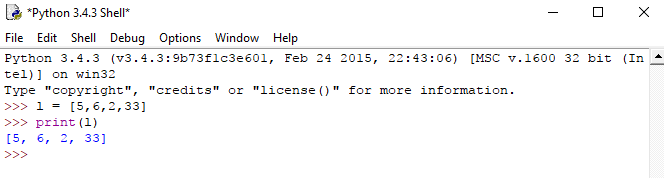 *Python 3.4.3 Shell*
File Edit Shell Debug Options Window Help
Python 3.4.3 (v3.4.3:9b73f1c3e601, Feb 24 2015, 22:43:06) [MSC v.1600 32 bit (In
tel)] on win32
Type "copyright", "credits" or "license()" for more information.
>>> l = [5,6,2,33]
>>> print(l)
[5, 6, 2, 33]
>>>